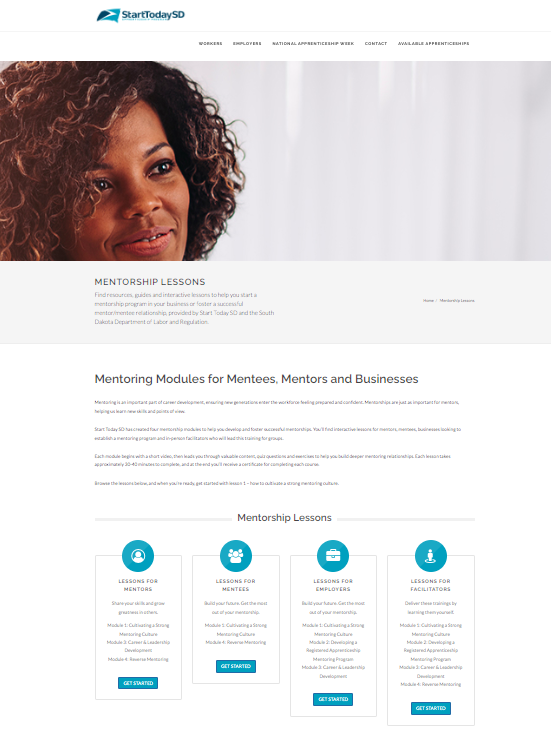 StartTodaySD
WORKERS EMPLOYERS NATIONAL APPRENTICESHIP WEEK CONTACT AVAILABLE APPRENTICESHIPS
MENTORSHIP LESSONS
Find resources, guides and interactive lessons to help you start a
mentorship program in your business or foster a successful
mentor/mentee relationship, provided by Start Today SD and the South
Dakota Department of Labor and Regulation.
Home / Mentorship Lessons
Mentoring Modules for Mentees, Mentors and Businesses
Mentoring is an important part of career development, ensuring new generations enter the workforce feeling prepared and confident. Mentorships are just as important for mentors,
helping us learn new skills and points of view.
Start Today SD has created four mentorship modules to help you develop and foster successful mentorships. You'll find interactive lessons for mentors, mentees, businesses looking to
establish a mentoring program and in-person facilitators who will lead this training for groups.
Each module begins with a short video, then leads you through valuable content, quiz questions and exercises to help you build deeper mentoring relationships. Each lesson takes
approximately 30-40 minutes to complete, and at the end you'll receive a certificate for completing each course.
Browse the lessons below, and when you're ready, get started with lesson 1 – how to cultivate a strong mentoring culture.
Mentorship Lessons
LESSONS FOR
MENTORS
Share your skills and grow
greatness in others.
Module 1: Cultivating a Strong
Mentoring Culture
Module 3: Career & Leadership
Development
Module 4: Reverse Mentoring
GET STARTED
LESSONS FOR
MENTEES
Build your future. Get the most
out of your mentorship.
Module 1: Cultivating a Strong
Mentoring Culture
Module 4: Reverse Mentoring
GET STARTED
LESSONS FOR
EMPLOYERS
Build your future. Get the most
out of your mentorship.
Module 1: Cultivating a Strong
Mentoring Culture
Module 2: Developing a
Registered Apprenticeship
Mentoring Program
Module 3: Career & Leadership
Development
GET STARTED
LESSONS FOR
FACILITATORS
Deliver these trainings by
learning them yourself.
Module 1: Cultivating a Strong
Mentoring Culture
Module 2: Developing a
Registered Apprenticeship
Mentoring Program
Module 3: Career & Leadership
Development
Module 4: Reverse Mentoring
GET STARTED